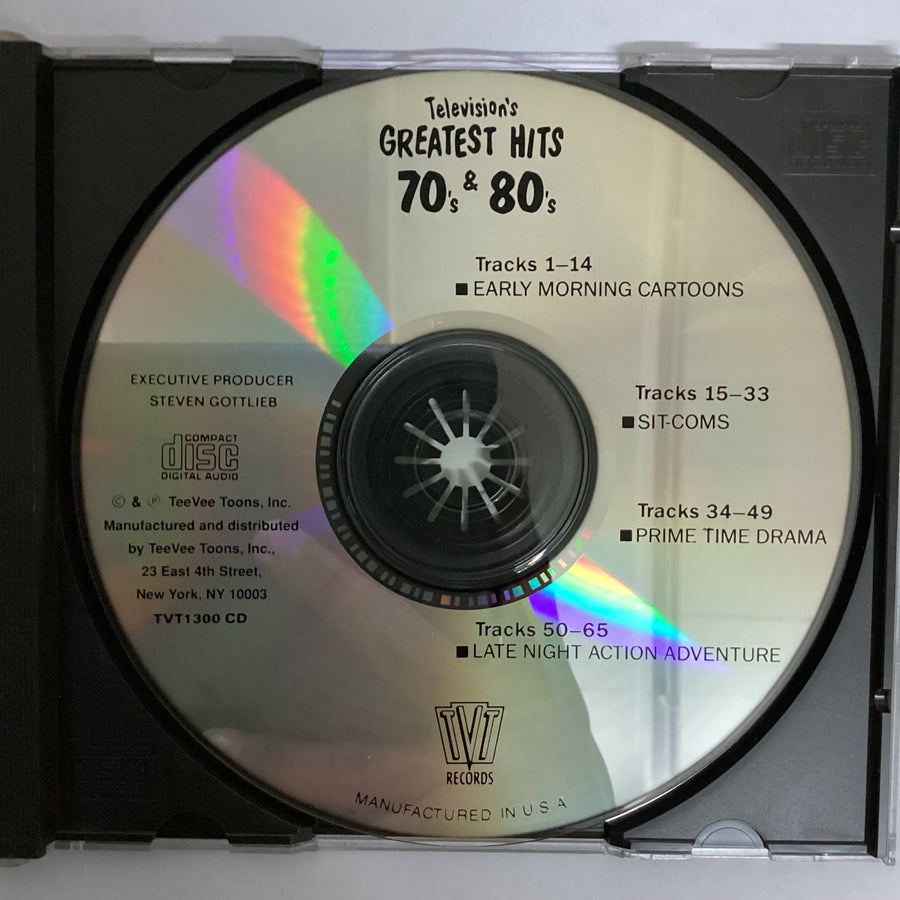 Television's
GREATEST HITS
70's & 80's
Tracks 1–14
■ EARLY MORNING CARTOONS
Tracks 15–33
■ SIT-COMS
Tracks 34–49
■ PRIME TIME DRAMA
Tracks 50–65
■ LATE NIGHT ACTION ADVENTURE
EXECUTIVE PRODUCER
STEVEN GOTTLIEB
COMPACT
disc
DIGITAL AUDIO
© & ℗ TeeVee Toons, Inc.
Manufactured and distributed
by TeeVee Toons, Inc.,
23 East 4th Street,
New York, NY 10003
TVT1300 CD
TVT
RECORDS
MANUFACTURED IN U.S.A